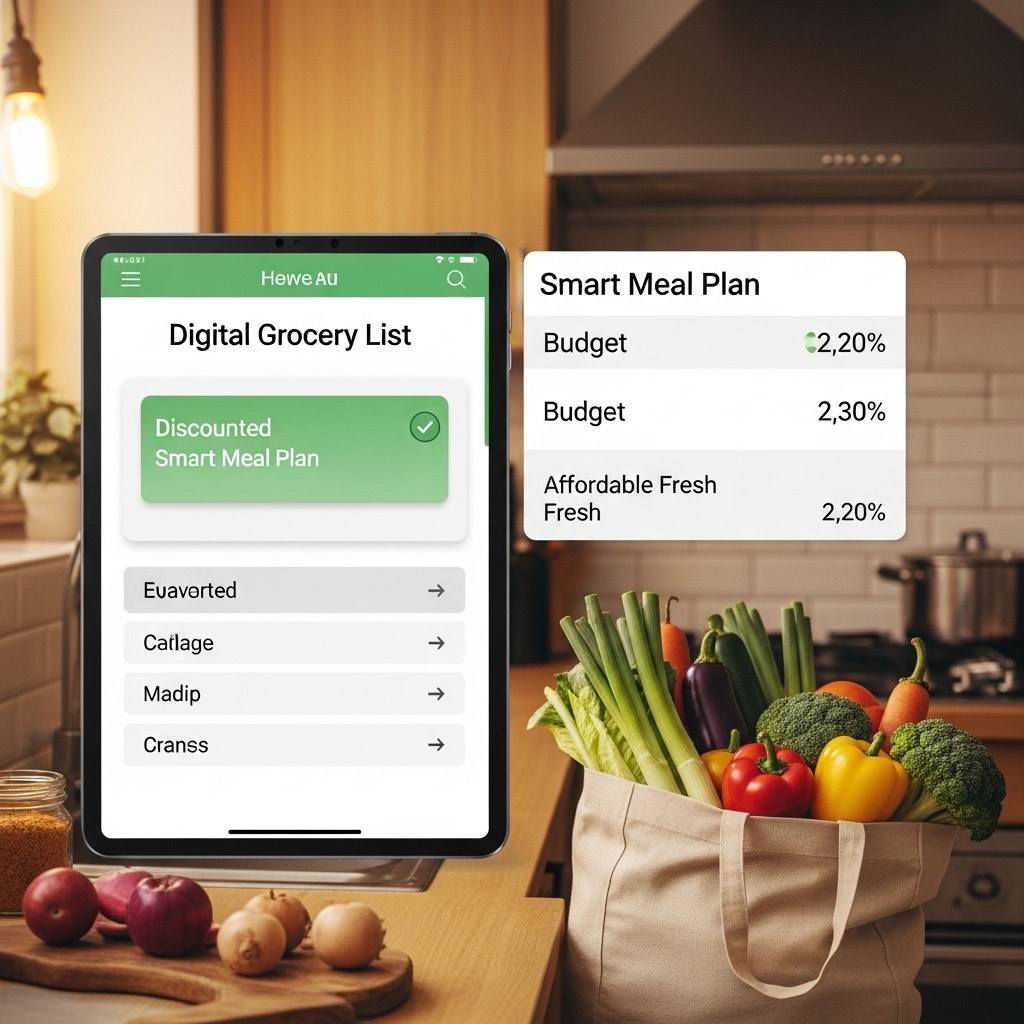 Hewe AU
Digital Grocery List
Discounted
Smart Meal Plan
Euavorted
Catlage
Madip
Cranss
Smart Meal Plan
Budget 2,20%
Budget 2,30%
Affordable Fresh
Fresh 2,20%